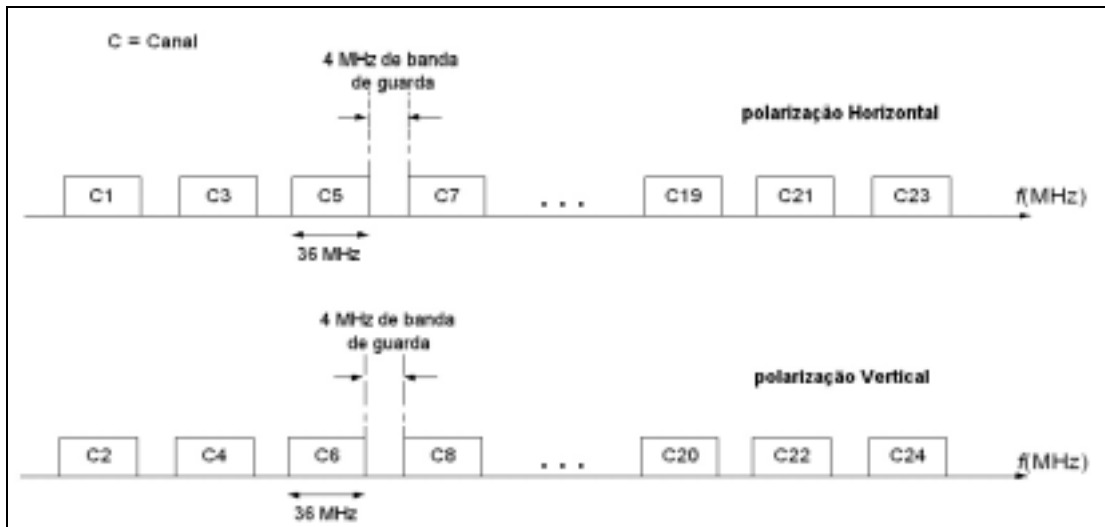 C = Canal
4 MHz de banda
de guarda
polarização Horizontal
C1 C3 C5 C7 . . . C19 C21 C23 f(MHz)
36 MHz
4 MHz de banda
de guarda
polarização Vertical
C2 C4 C6 C8 . . . C20 C22 C24 f(MHz)
36 MHz